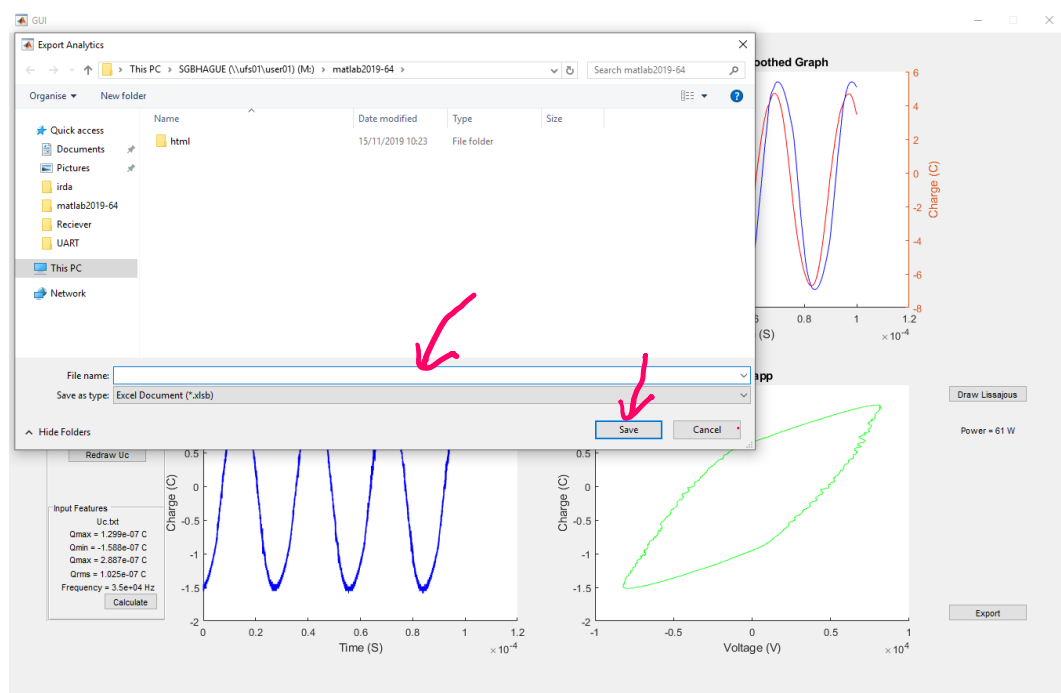 GUI
Export Analytics
This PC > SGBHAGUE (\\ufs01\user01) (M:) > matlab2019-64 >
Search matlab2019-64
Organise
New folder
?
Name
Date modified
Type
Size
html
15/11/2019 10:23
File folder
Quick access
Documents
Pictures
irda
matlab2019-64
Reciever
UART
This PC
Network
File name:
Save as type: Excel Document (*.xlsb)
Hide Folders
Save
Cancel
oothed Graph
6
4
2
0
-2
-4
-6
-8
Charge (C)
0.8
1
1.2
(S)
×10-4
app
Draw Lissajous
Power = 61 W
Redraw Uc
Input Features
Uc.txt
Qmax = 1.299e-07 C
Qmin = -1.588e-07 C
Qmax = 2.887e-07 C
Qrms = 1.025e-07 C
Frequency = 3.5e+04 Hz
Calculate
Charge (C)
0.5
0
-0.5
-1
-1.5
-2
0
0.2
0.4
0.6
0.8
1
1.2
Time (S)
×10-4
Charge (C)
0.5
0
-0.5
-1
-1.5
-2
-1
-0.5
0
0.5
1
Voltage (V)
×104
Export